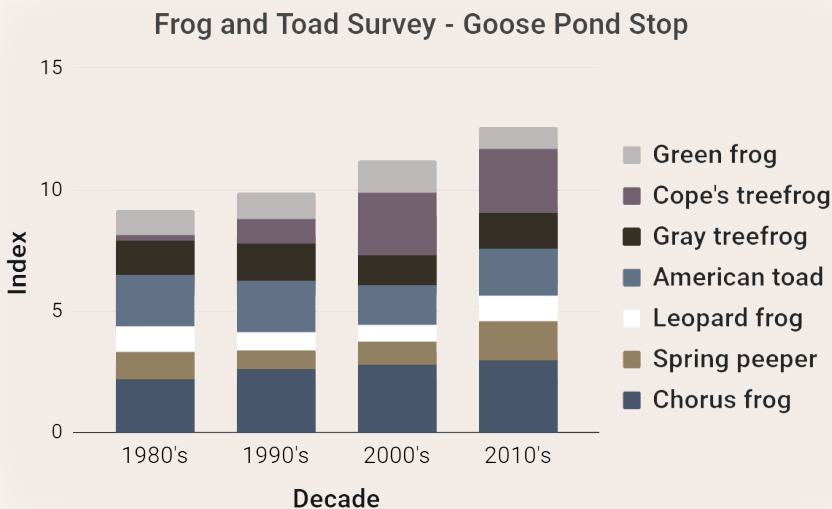 Frog and Toad Survey - Goose Pond Stop
15
10
5
0
Index
1980's 1990's 2000's 2010's
Decade
Green frog
Cope's treefrog
Gray treefrog
American toad
Leopard frog
Spring peeper
Chorus frog